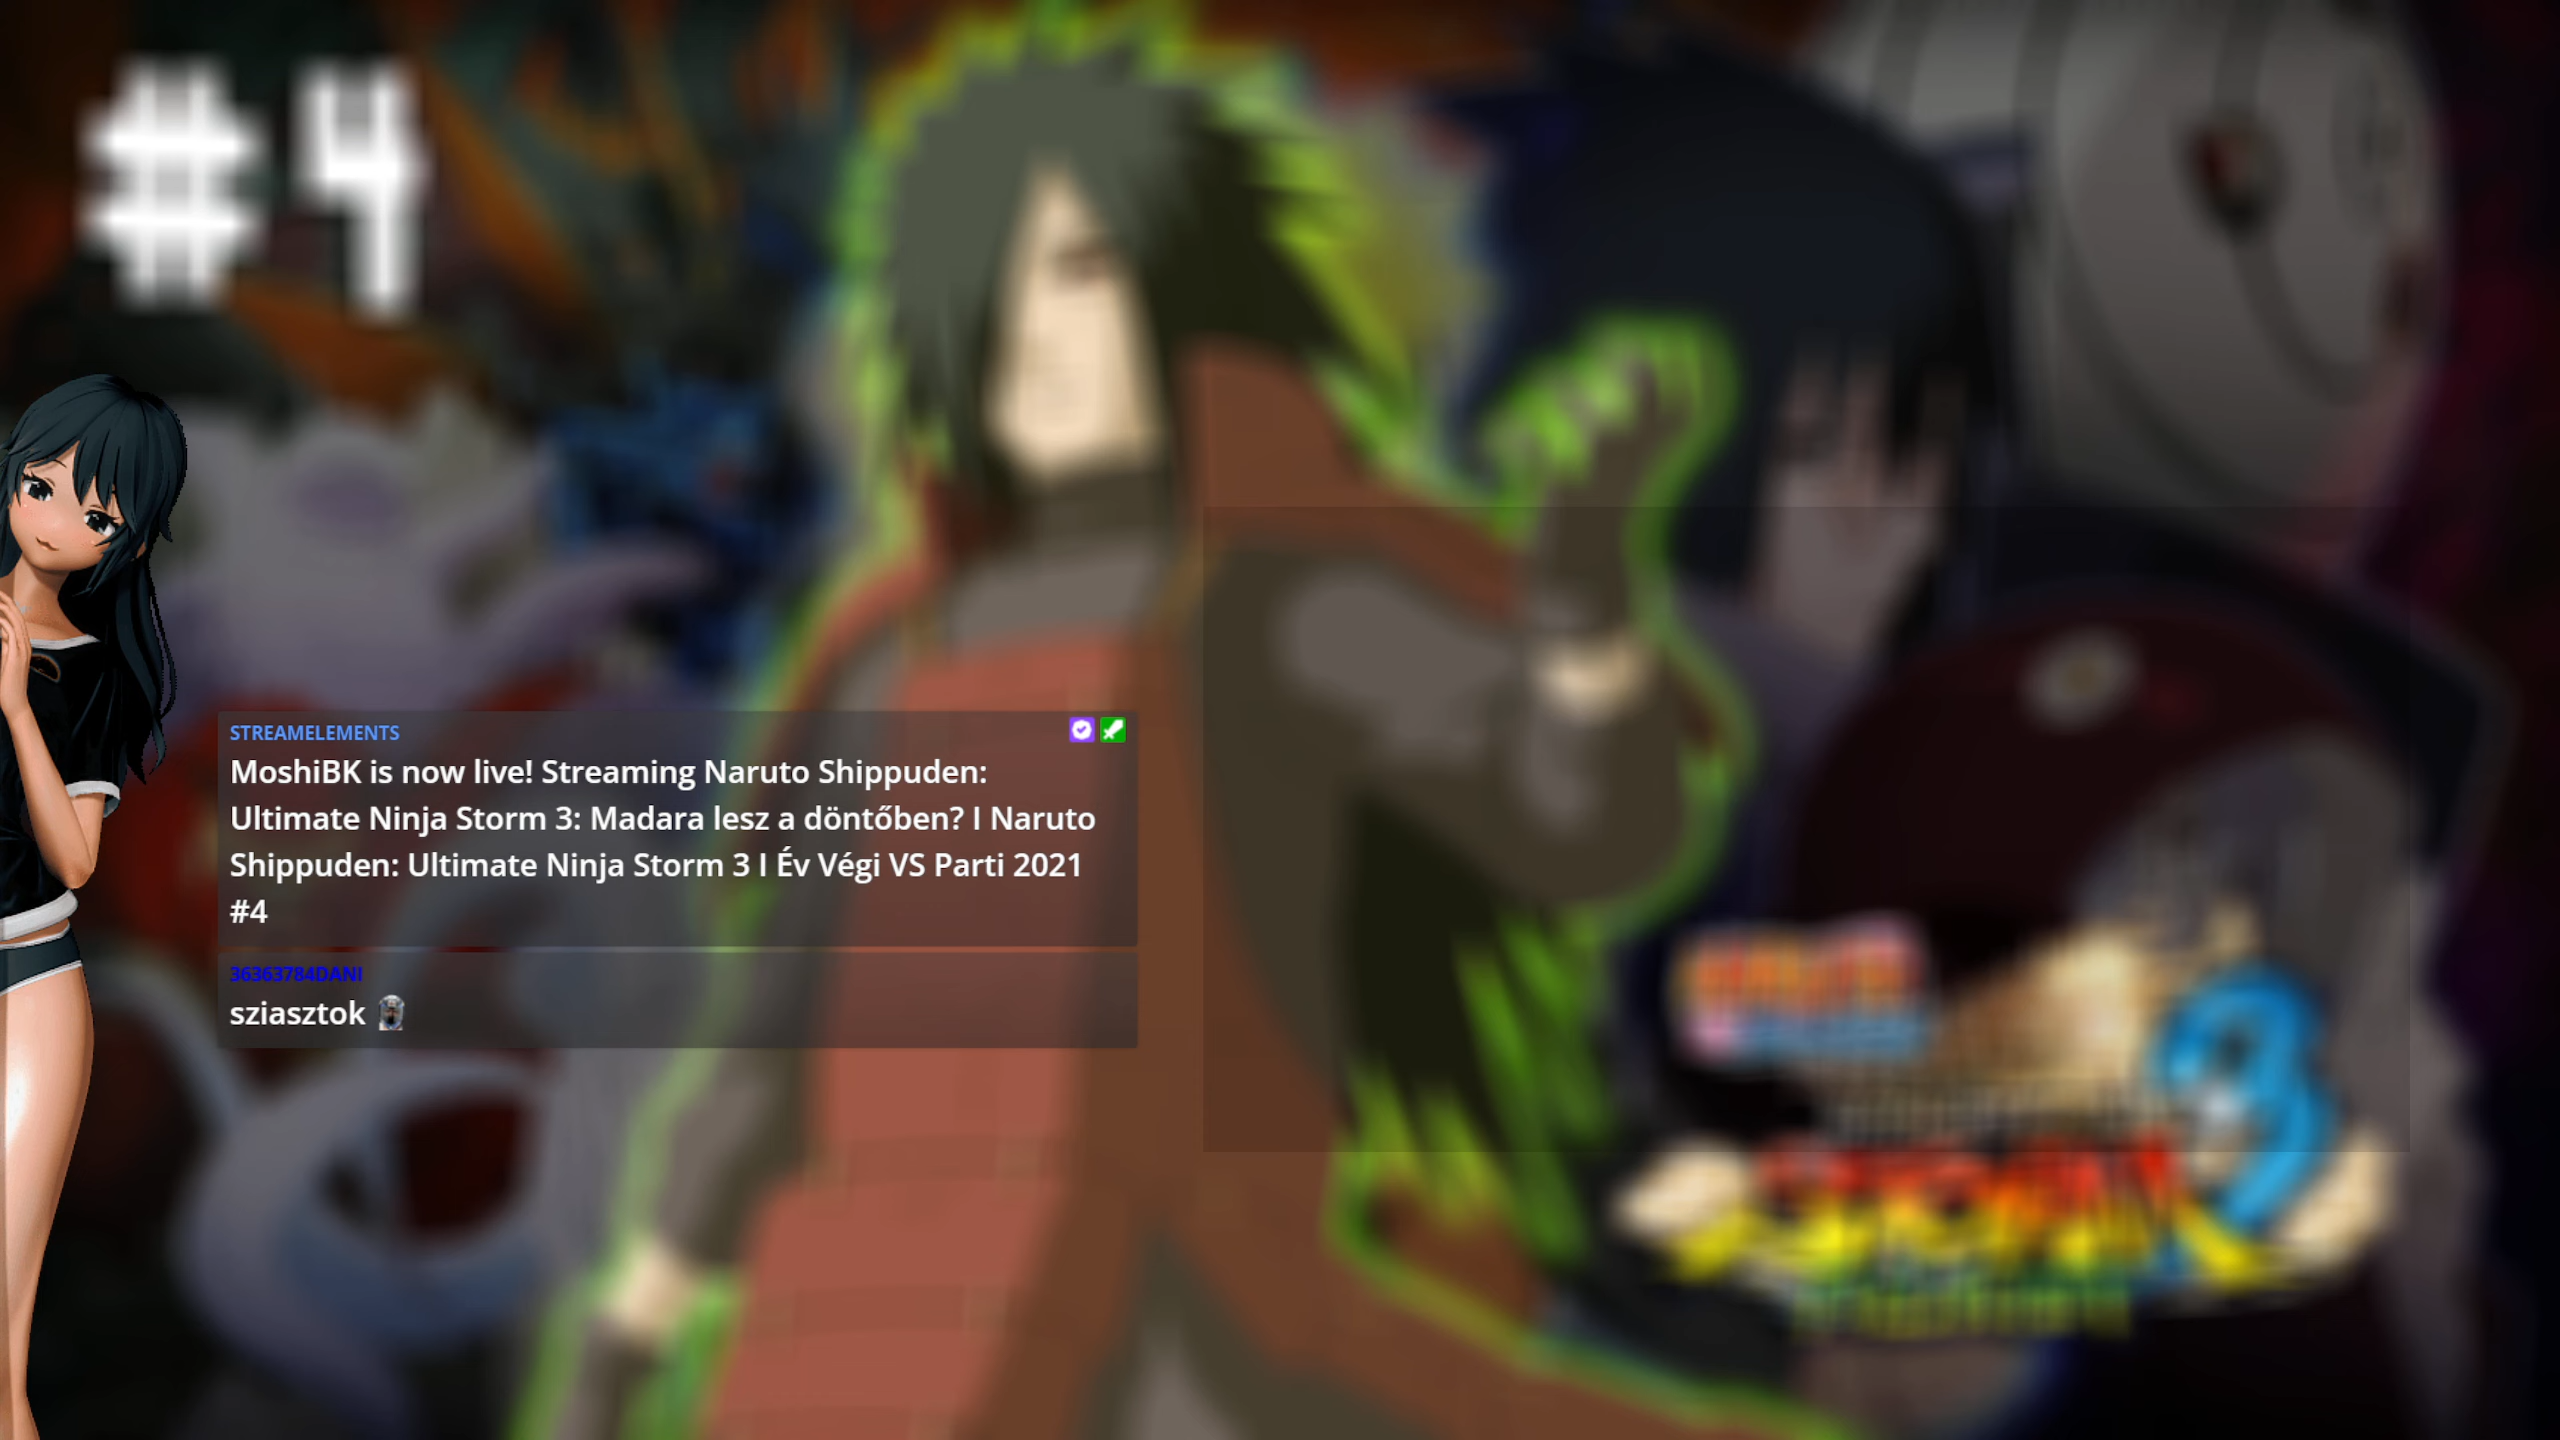 #4
STREAMELEMENTS
MoshiBK is now live! Streaming Naruto Shippuden:
Ultimate Ninja Storm 3: Madara lesz a döntőben? I Naruto
Shippuden: Ultimate Ninja Storm 3 I Év Végi VS Parti 2021
#4
36363784DANI
sziasztok
3